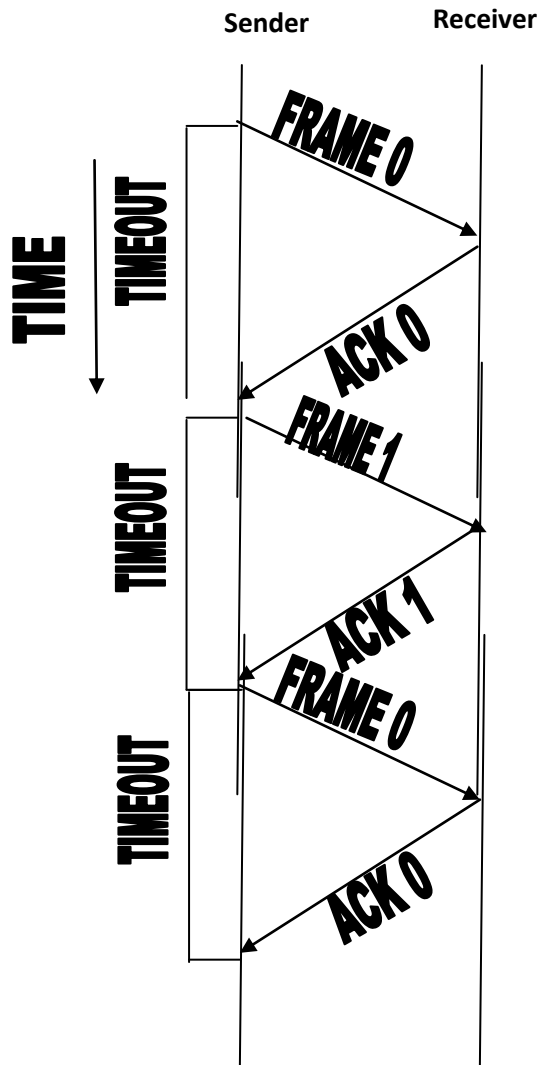 Sender
Receiver
FRAME 0
TIMEOUT
TIME
ACK 0
FRAME 1
TIMEOUT
ACK 1
FRAME 0
TIMEOUT
ACK 0